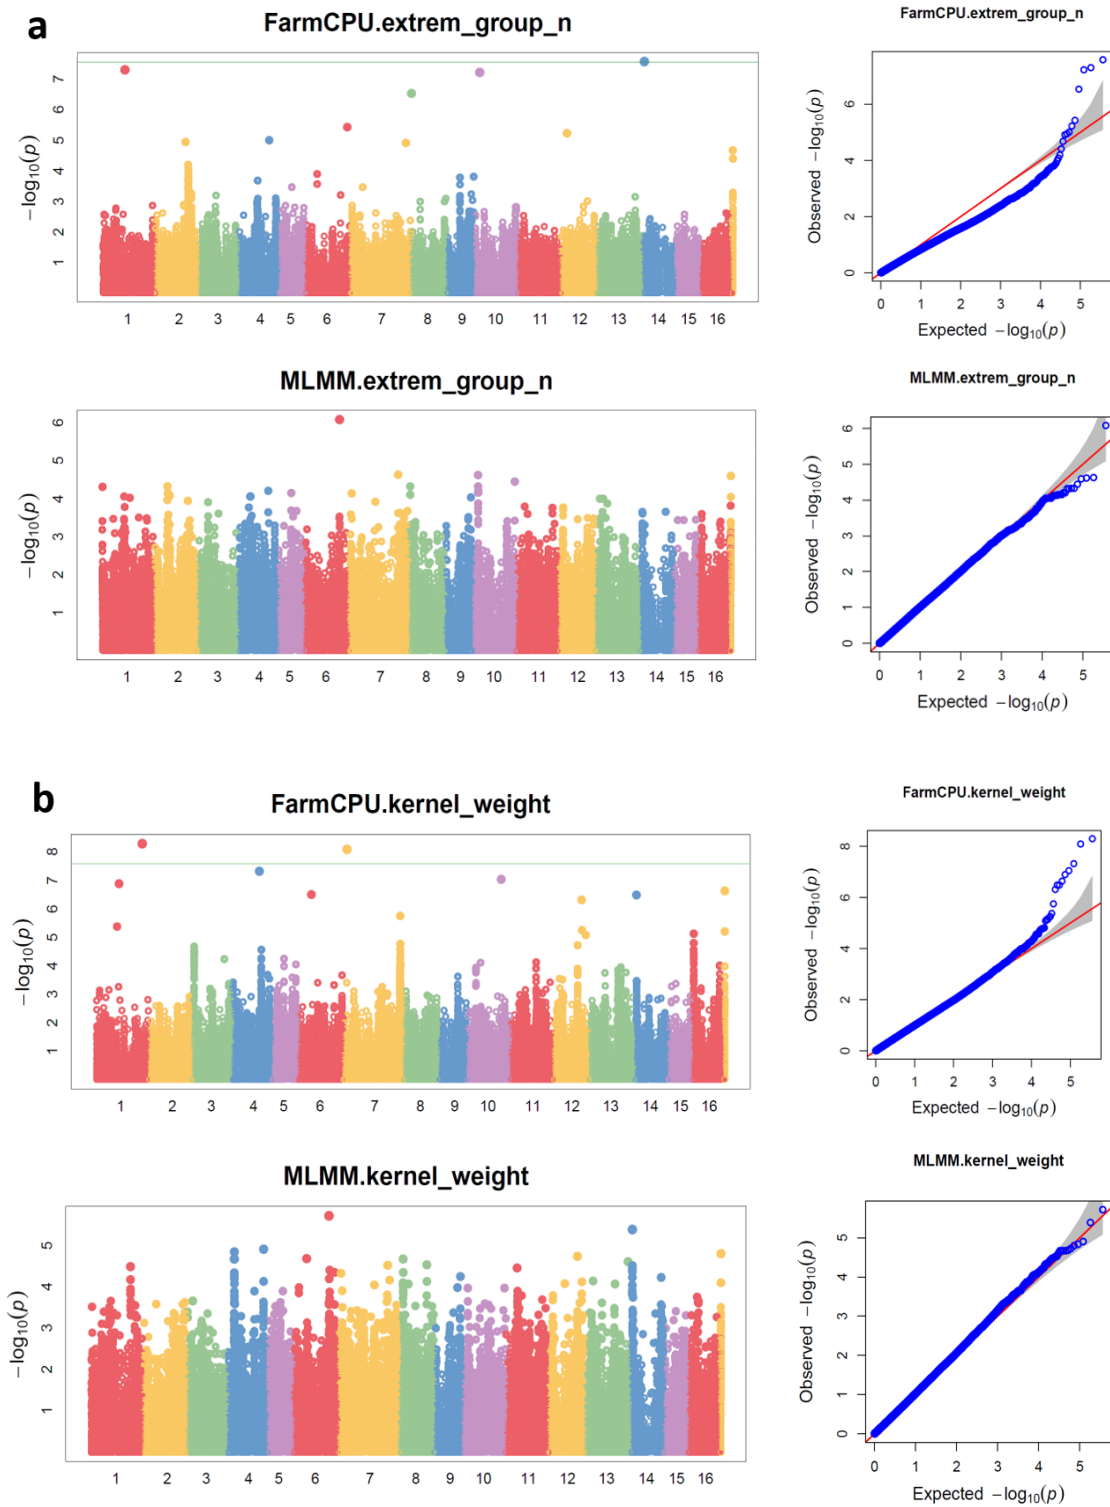 a
FarmCPU.extrem_group_n
FarmCPU.extrem_group_n
−log10(p)
7
6
5
4
3
2
1
1 2 3 4 5 6 7 8 9 10 11 12 13 14 15 16
Observed −log10(p)
6
4
2
0
0 1 2 3 4 5
Expected −log10(p)
MLMM.extrem_group_n
MLMM.extrem_group_n
−log10(p)
6
5
4
3
2
1
1 2 3 4 5 6 7 8 9 10 11 12 13 14 15 16
Observed −log10(p)
6
5
4
3
2
1
0
0 1 2 3 4 5
Expected −log10(p)
b
FarmCPU.kernel_weight
FarmCPU.kernel_weight
−log10(p)
8
7
6
5
4
3
2
1
1 2 3 4 5 6 7 8 9 10 11 12 13 14 15 16
Observed −log10(p)
8
6
4
2
0
0 1 2 3 4 5
Expected −log10(p)
MLMM.kernel_weight
MLMM.kernel_weight
−log10(p)
5
4
3
2
1
1 2 3 4 5 6 7 8 9 10 11 12 13 14 15 16
Observed −log10(p)
5
4
3
2
1
0
0 1 2 3 4 5
Expected −log10(p)